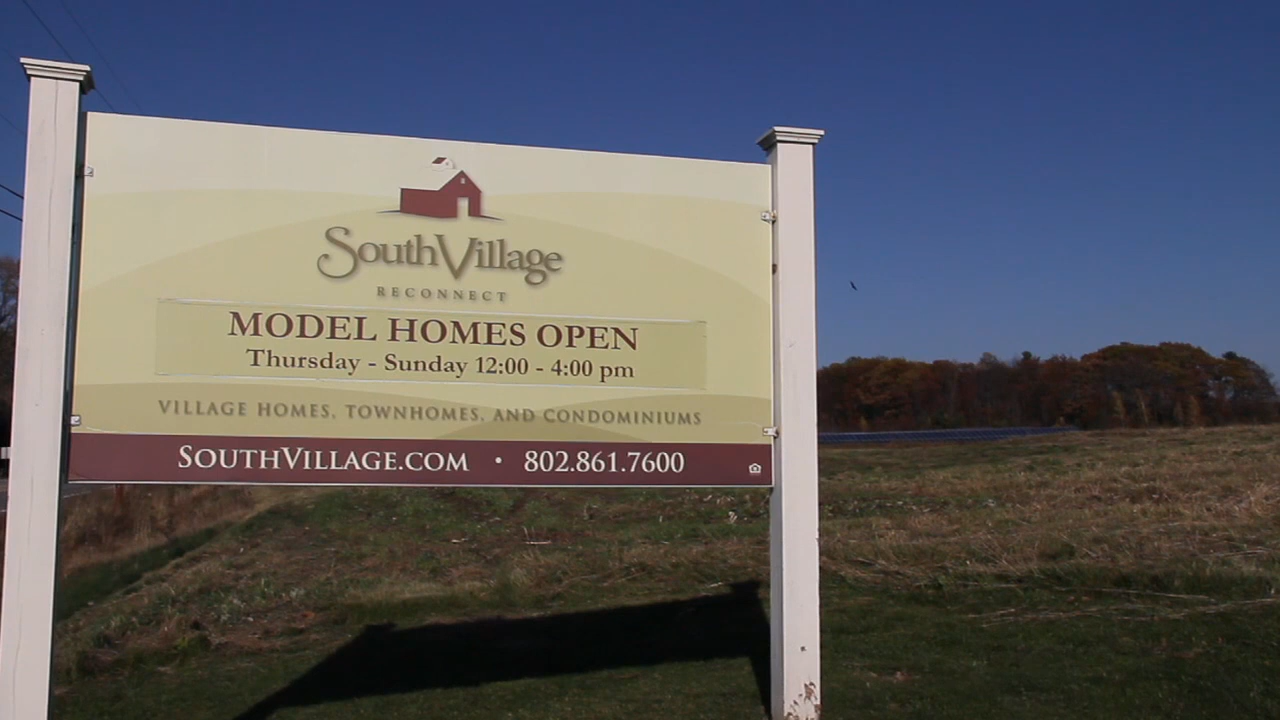 SouthVillage
RECONNECT
MODEL HOMES OPEN
Thursday - Sunday 12:00 - 4:00 pm
VILLAGE HOMES, TOWNHOMES, AND CONDOMINIUMS
SOUTHVILLAGE.COM • 802.861.7600